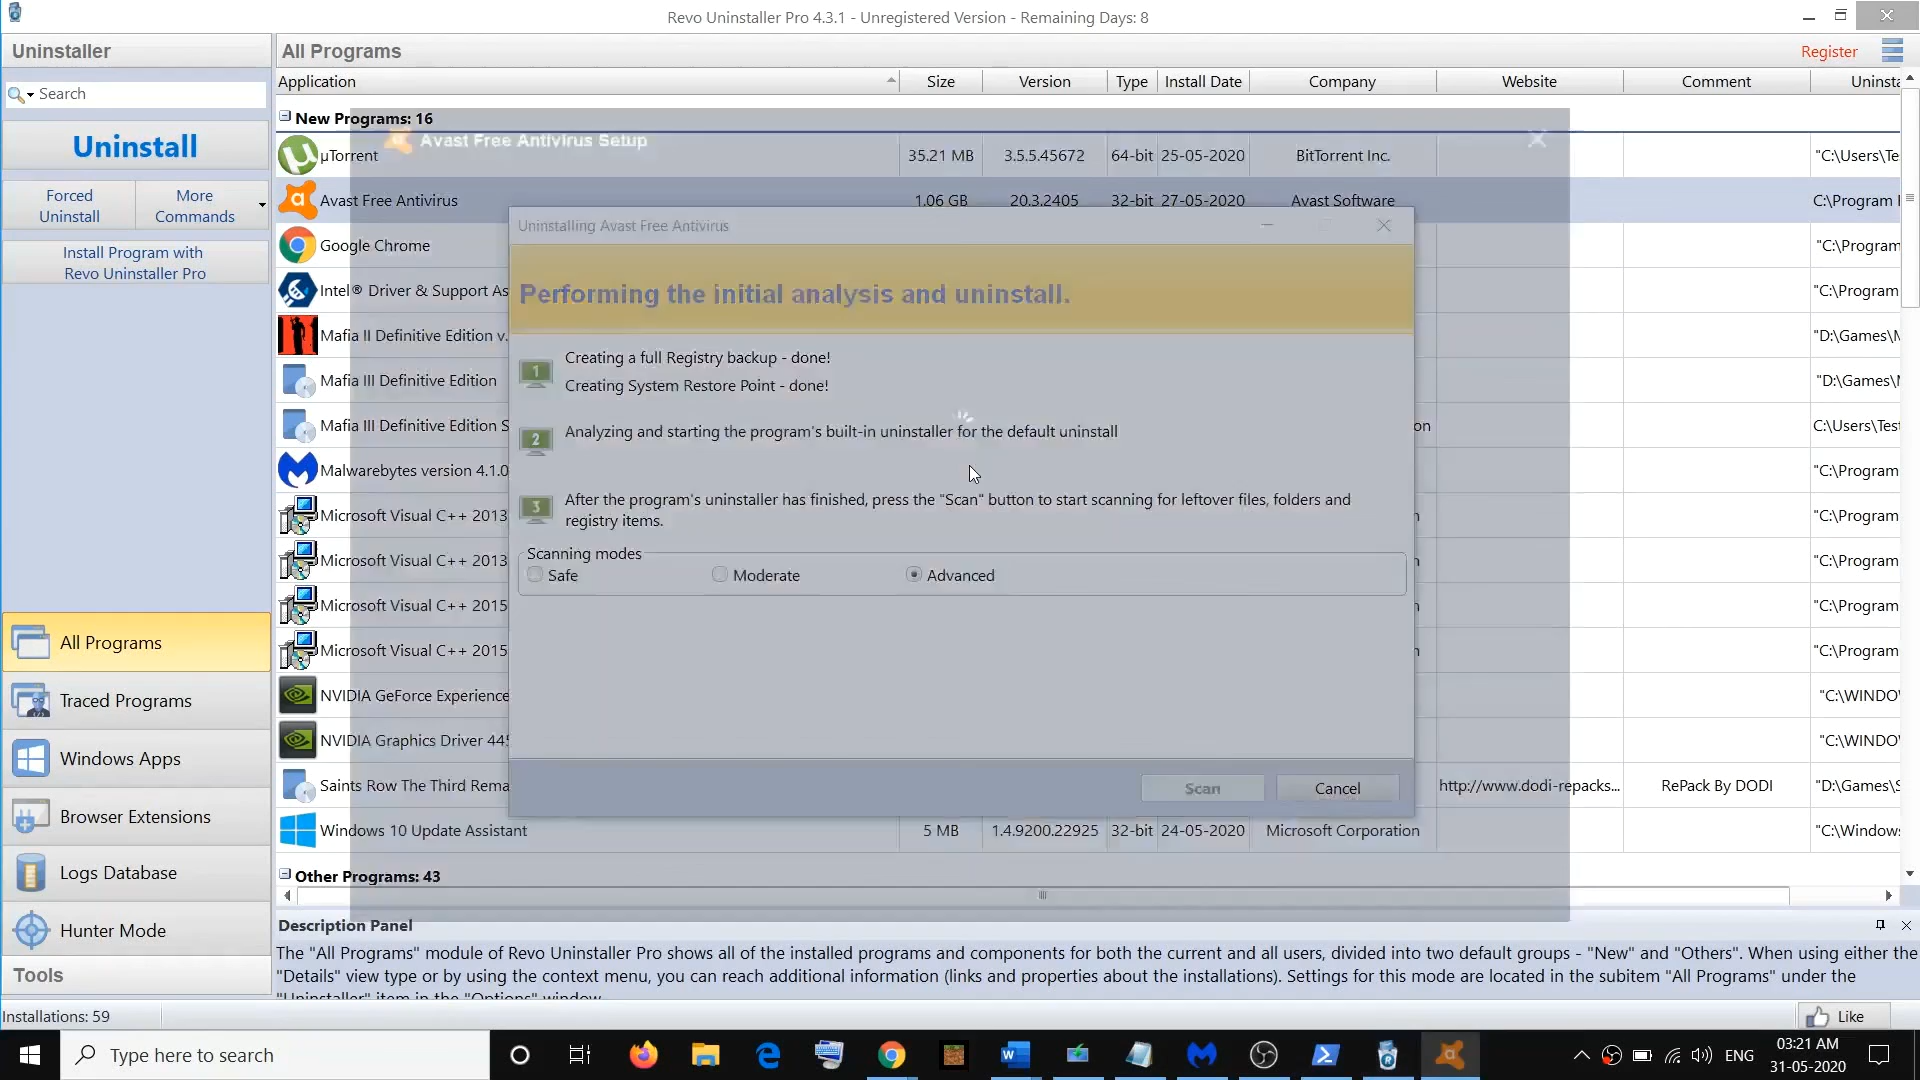 Revo Uninstaller Pro 4.3.1 - Unregistered Version - Remaining Days: 8
Uninstaller
All Programs
Register
Search
Application
Size
Version
Type
Install Date
Company
Website
Comment
Uninsta
New Programs: 16
Avast Free Antivirus Setup
Uninstall
µTorrent
35.21 MB
3.5.5.45672
64-bit
25-05-2020
BitTorrent Inc.
"C:\Users\Te
Forced
Uninstall
More
Commands
Avast Free Antivirus
1.06 GB
20.3.2405
32-bit
27-05-2020
Avast Software
C:\Program
Install Program with
Revo Uninstaller Pro
Google Chrome
"C:\Program
Intel® Driver & Support As
"C:\Program
Mafia II Definitive Edition v.
"D:\Games\M
Mafia III Definitive Edition
"D:\Games\
Mafia III Definitive Edition S
on
C:\Users\Tes
Malwarebytes version 4.1.0
"C:\Program
Microsoft Visual C++ 2013
"C:\Program
Microsoft Visual C++ 2013
"C:\Program
Microsoft Visual C++ 2015
"C:\Program
Microsoft Visual C++ 2015
"C:\Program
NVIDIA GeForce Experience
"C:\WINDO
NVIDIA Graphics Driver 445
"C:\WINDO
Saints Row The Third Rema
http://www.dodi-repacks...
RePack By DODI
"D:\Games\S
Windows 10 Update Assistant
5 MB
1.4.9200.22925
32-bit
24-05-2020
Microsoft Corporation
"C:\Windows
Other Programs: 43
Uninstalling Avast Free Antivirus
Performing the initial analysis and uninstall.
1
Creating a full Registry backup - done!
Creating System Restore Point - done!
2
Analyzing and starting the program's built-in uninstaller for the default uninstall
3
After the program's uninstaller has finished, press the "Scan" button to start scanning for leftover files, folders and
registry items.
Scanning modes
Safe
Moderate
Advanced
Scan
Cancel
All Programs
Traced Programs
Windows Apps
Browser Extensions
Logs Database
Hunter Mode
Tools
Description Panel
The "All Programs" module of Revo Uninstaller Pro shows all of the installed programs and components for both the current and all users, divided into two default groups - "New" and "Others". When using either the
"Details" view type or by using the context menu, you can reach additional information (links and properties about the installations). Settings for this mode are located in the subitem "All Programs" under the
"Uninstaller" item in the "Options" window.
Installations: 59
Like
Type here to search
ENG
03:21 AM
31-05-2020